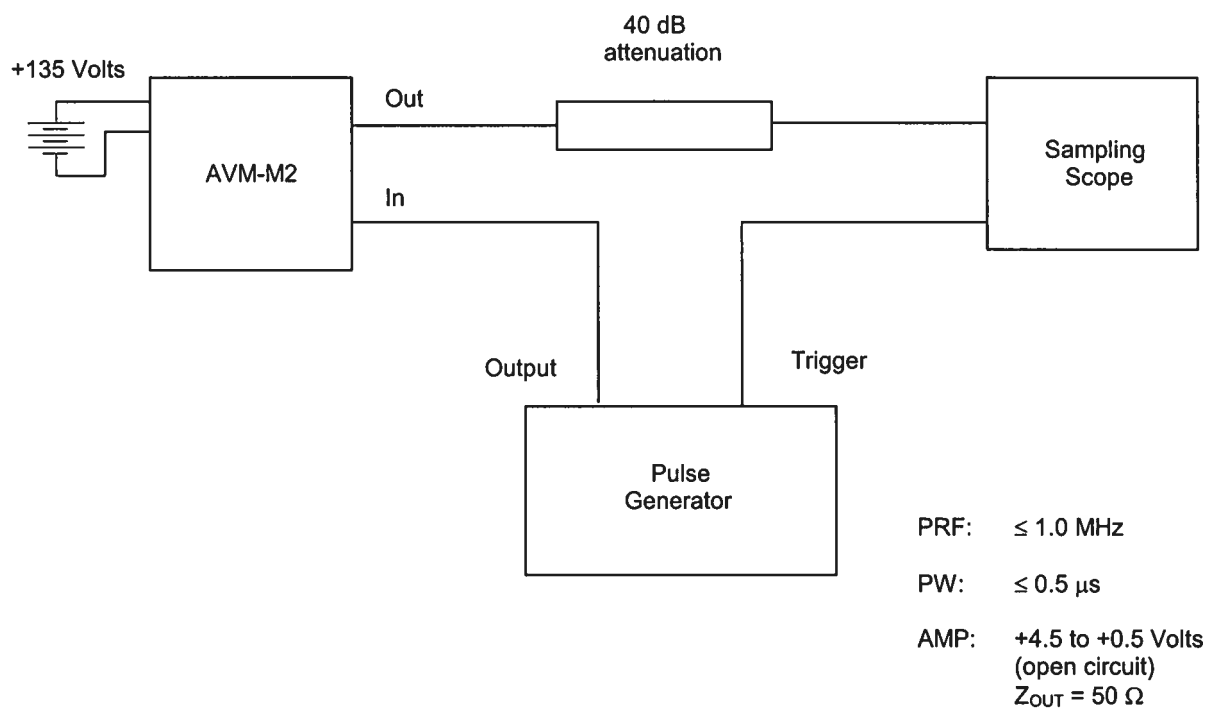 40 dB
attenuation
+135 Volts
Out
AVM-M2
Sampling
Scope
In
Output
Trigger
Pulse
Generator
PRF: ≤ 1.0 MHz
PW: ≤ 0.5 μs
AMP: +4.5 to +0.5 Volts
(open circuit)
ZOUT = 50 Ω